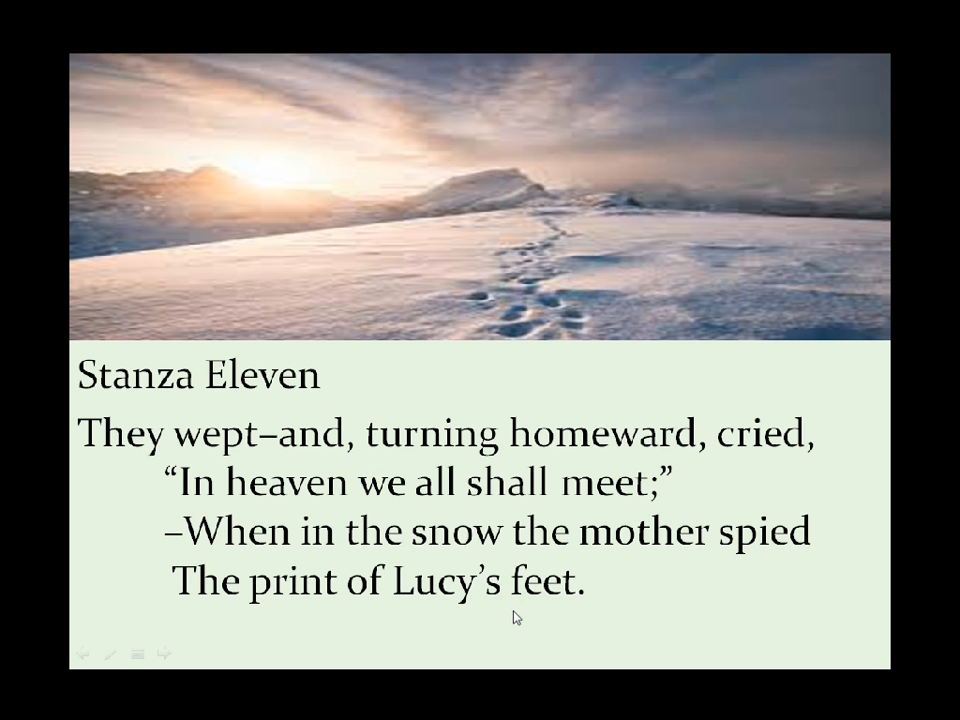 Stanza Eleven
They wept–and, turning homeward, cried,
“In heaven we all shall meet;”
–When in the snow the mother spied
The print of Lucy’s feet.